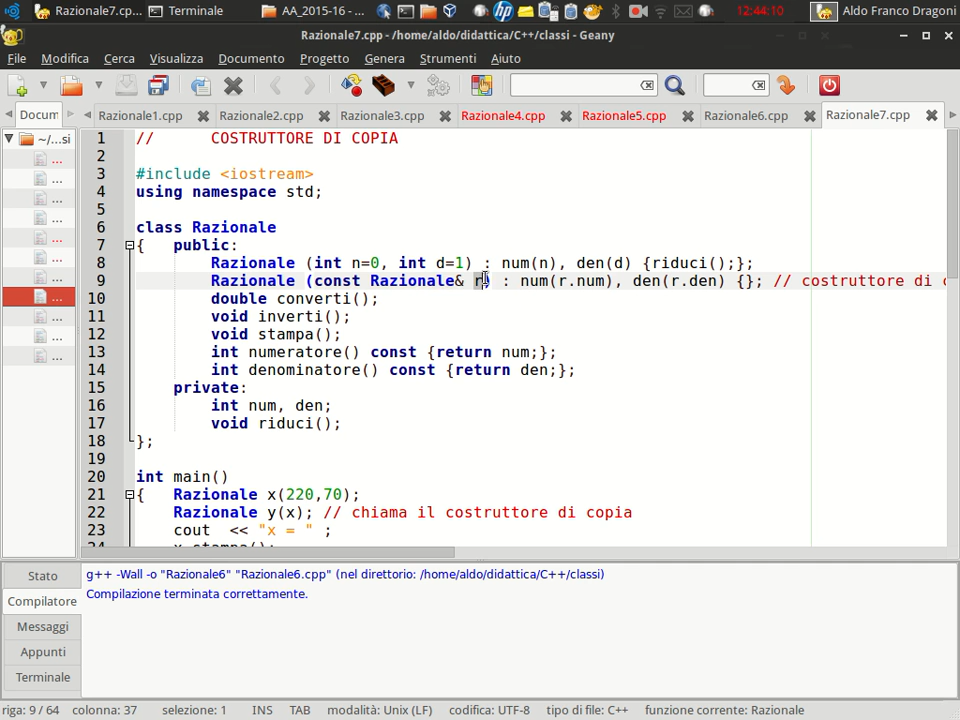 Razionale7.cp...
Terminale
AA_2015-16 - ...
12:44:10
Aldo Franco Dragoni
Razionale7.cpp - /home/aldo/didattica/C++/classi - Geany
File Modifica Cerca Visualizza Documento Progetto Genera Strumenti Aiuto
Docum
Razionale1.cpp
Razionale2.cpp
Razionale3.cpp
Razionale4.cpp
Razionale5.cpp
Razionale6.cpp
Razionale7.cpp
~/...si
1 // COSTRUTTORE DI COPIA
2
3 #include <iostream>
4 using namespace std;
5
6 class Razionale
7 { public:
8 Razionale (int n=0, int d=1) : num(n), den(d) {riduci();};
9 Razionale (const Razionale& r) : num(r.num), den(r.den) {}; // costruttore di c
10 double converti();
11 void inverti();
12 void stampa();
13 int numeratore() const {return num;};
14 int denominatore() const {return den;};
15 private:
16 int num, den;
17 void riduci();
18 };
19
20 int main()
21 { Razionale x(220,70);
22 Razionale y(x); // chiama il costruttore di copia
23 cout << "x = " ;
24 x.stampa();
Stato
Compilatore
Messaggi
Appunti
Terminale
g++ -Wall -o "Razionale6" "Razionale6.cpp" (nel direttorio: /home/aldo/didattica/C++/classi)
Compilazione terminata correttamente.
riga: 9 / 64 colonna: 37 selezione: 1 INS TAB modalità: Unix (LF) codifica: UTF-8 tipo di file: C++ funzione corrente: Razionale